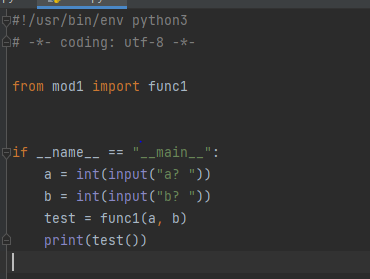 #!/usr/bin/env python3
# -*- coding: utf-8 -*-

from mod1 import func1


if __name__ == "__main__":
    a = int(input("a? "))
    b = int(input("b? "))
    test = func1(a, b)
    print(test())